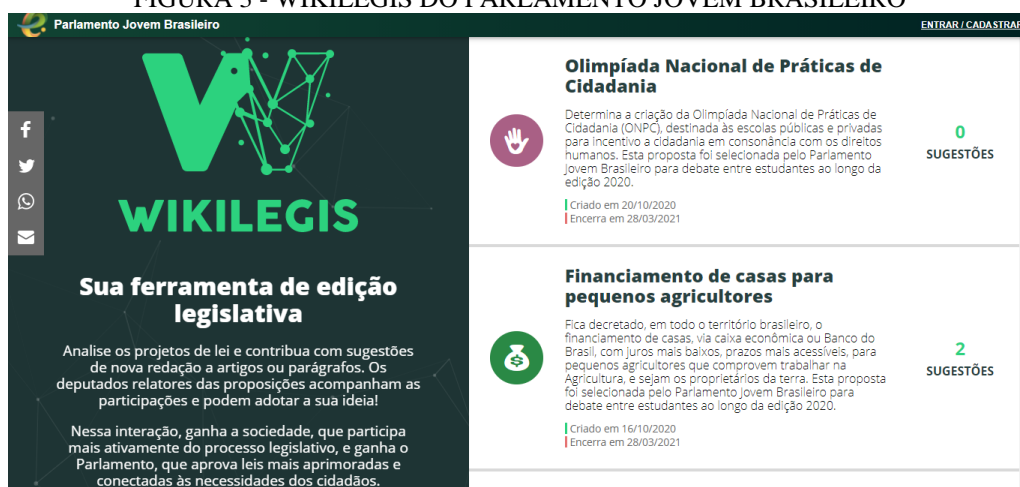 FIGURA 5 - WIKILEGIS DO PARLAMENTO JOVEM BRASILEIRO
Parlamento Jovem Brasileiro
ENTRAR / CADASTRAR
WIKILEGIS
Sua ferramenta de edição
legislativa
Analise os projetos de lei e contribua com sugestões
de nova redação a artigos ou parágrafos. Os
deputados relatores das proposições acompanham as
participações e podem adotar a sua ideia!
Nessa interação, ganha a sociedade, que participa
mais ativamente do processo legislativo, e ganha o
Parlamento, que aprova leis mais aprimoradas e
conectadas às necessidades dos cidadãos.
Olimpíada Nacional de Práticas de
Cidadania
Determina a criação da Olimpíada Nacional de Práticas de
Cidadania (ONPC), destinada às escolas públicas e privadas
para incentivo a cidadania em consonância com os direitos
humanos. Esta proposta foi selecionada pelo Parlamento
Jovem Brasileiro para debate entre estudantes ao longo da
edição 2020.
Criado em 20/10/2020
Encerra em 28/03/2021
0
SUGESTÕES
Financiamento de casas para
pequenos agricultores
Fica decretado, em todo o território brasileiro, o
financiamento de casas, via caixa econômica ou Banco do
Brasil, com juros mais baixos, prazos mais acessíveis, para
pequenos agricultores que comprovem trabalhar na
Agricultura, e sejam os proprietários da terra. Esta proposta
foi selecionada pelo Parlamento Jovem Brasileiro para
debate entre estudantes ao longo da edição 2020.
Criado em 16/10/2020
Encerra em 28/03/2021
2
SUGESTÕES